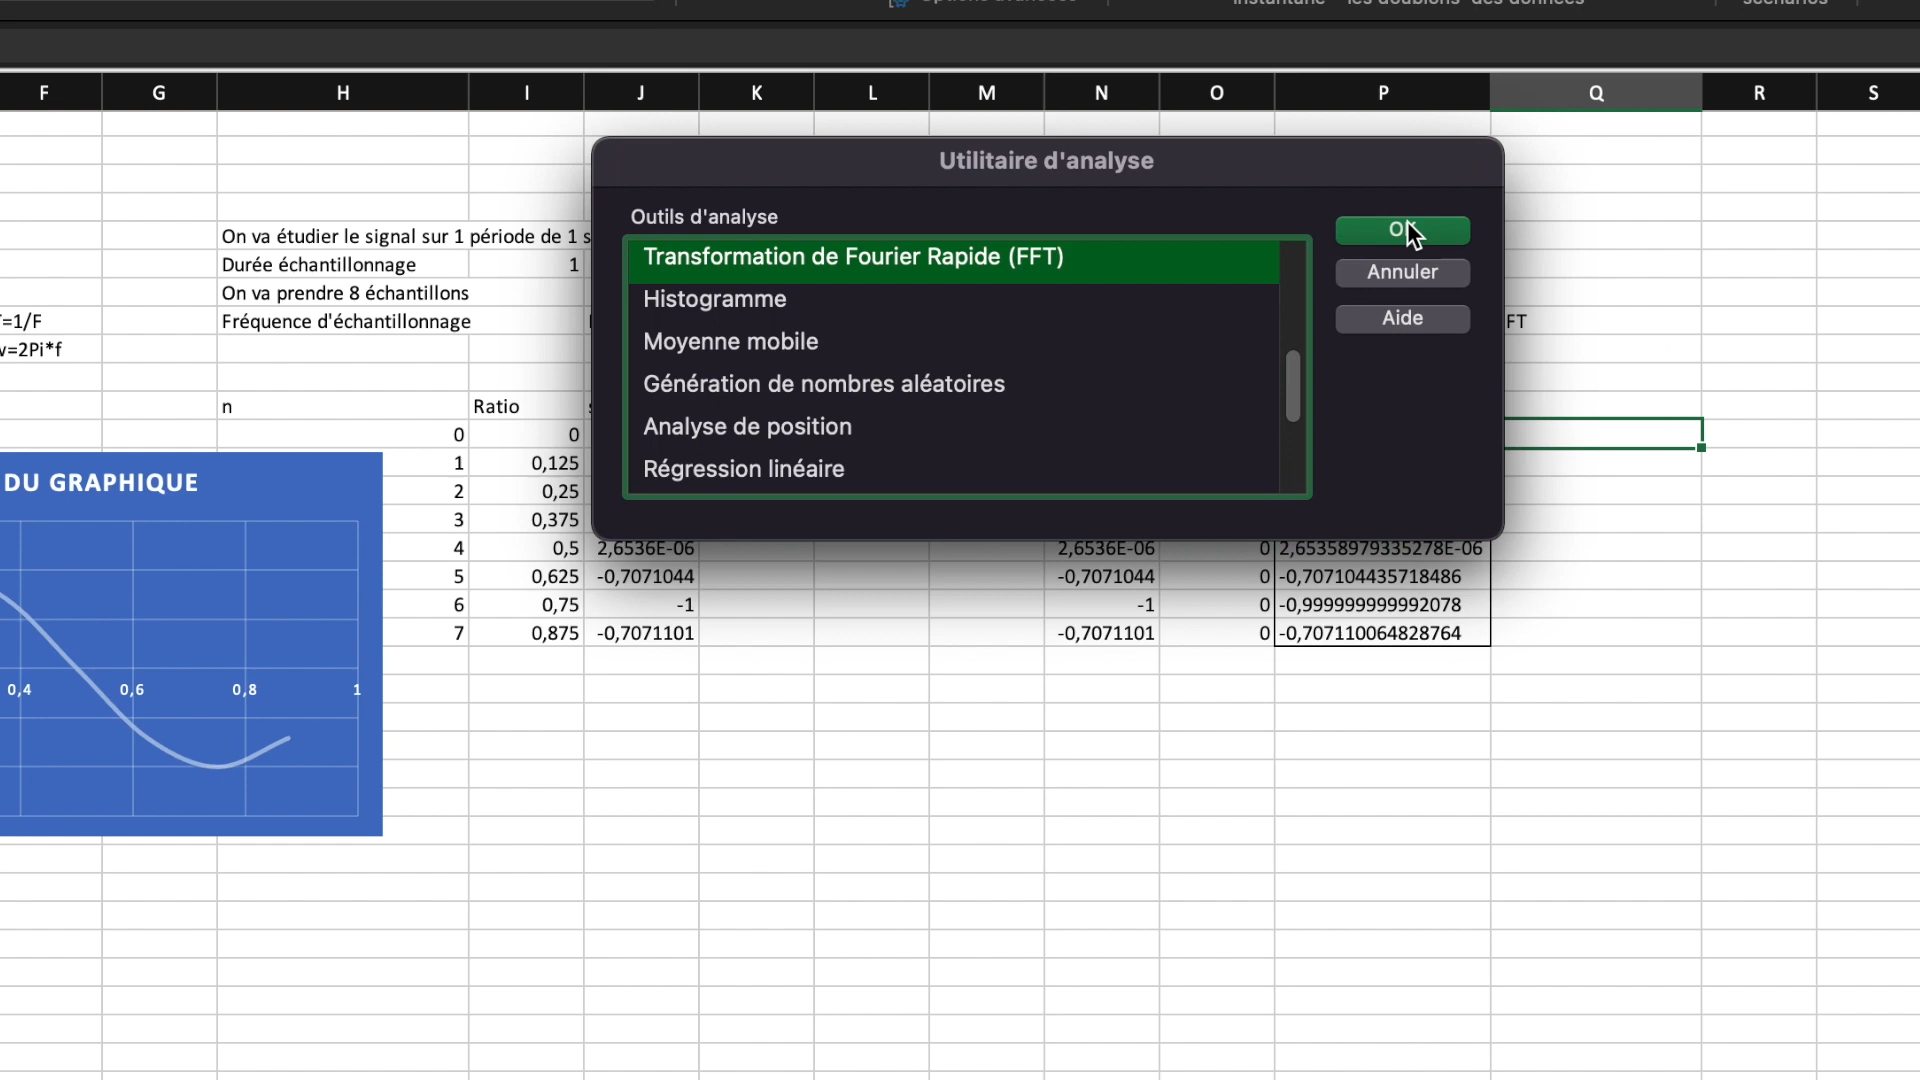 F G H I J K L M N O P Q R S
Utilitaire d'analyse
Outils d'analyse
Transformation de Fourier Rapide (FFT)
Histogramme
Moyenne mobile
Génération de nombres aléatoires
Analyse de position
Régression linéaire
Annuler
Aide
On va étudier le signal sur 1 période de 1 s
Durée échantillonnage 1
On va prendre 8 échantillons
=1/F Fréquence d'échantillonnage FT
=2Pi*f
n Ratio
0 0
1 0,125
2 0,25
3 0,375
4 0,5 2,6536E-06 2,6536E-06 0 2,65358979335278E-06
5 0,625 -0,7071044 -0,7071044 0 -0,707104435718486
6 0,75 -1 -1 0 -0,999999999992078
7 0,875 -0,7071101 -0,7071101 0 -0,707110064828764
DU GRAPHIQUE
0,4 0,6 0,8 1